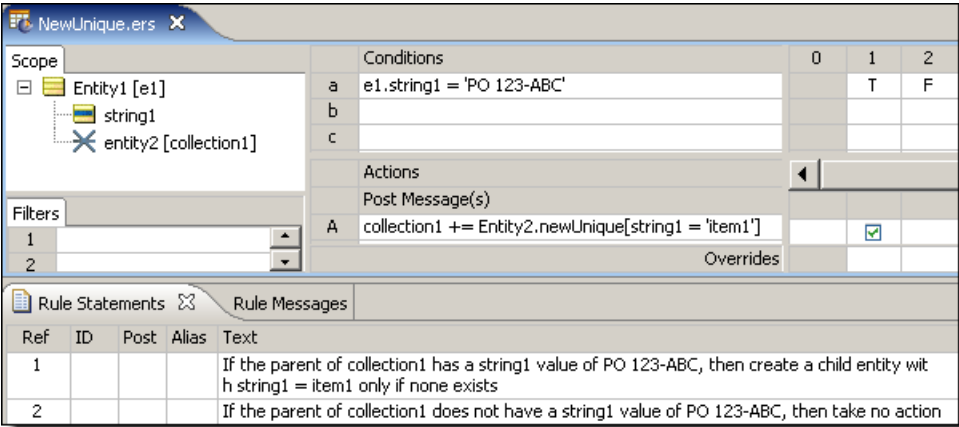 NewUnique.ers
Scope
Entity1 [e1]
string1
entity2 [collection1]
Filters
1
2
Conditions 0 1 2
a e1.string1 = 'PO 123-ABC' T F
b
c
Actions
Post Message(s)
A collection1 += Entity2.newUnique[string1 = 'item1']
Overrides
Rule Statements Rule Messages
Ref ID Post Alias Text
1 If the parent of collection1 has a string1 value of PO 123-ABC, then create a child entity wit
h string1 = item1 only if none exists
2 If the parent of collection1 does not have a string1 value of PO 123-ABC, then take no action